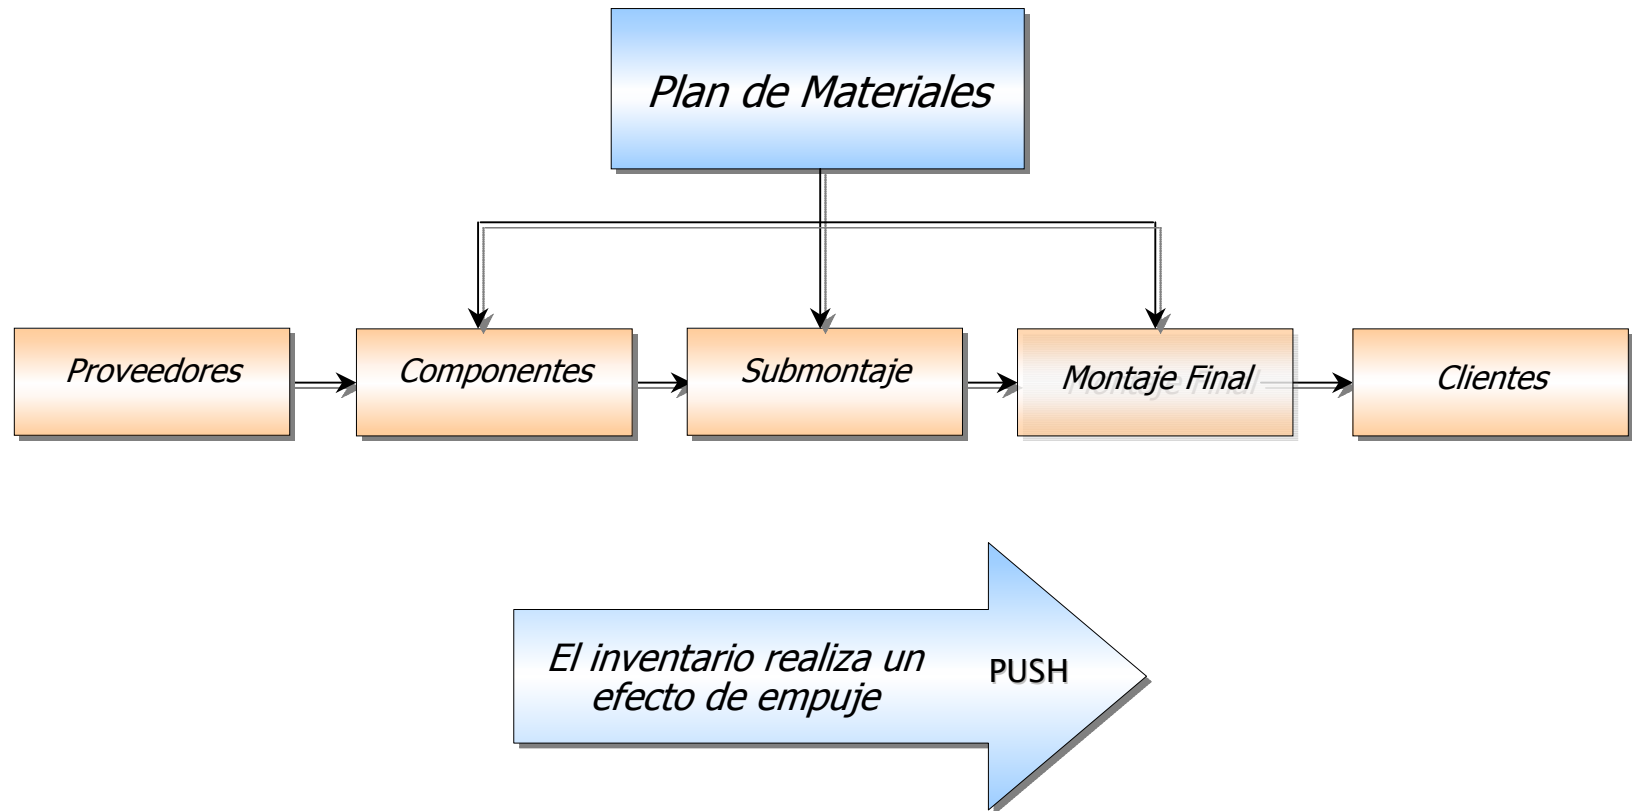 Plan de Materiales
Proveedores
Componentes
Submontaje
Montaje Final
Clientes
El inventario realiza un
efecto de empuje
PUSH